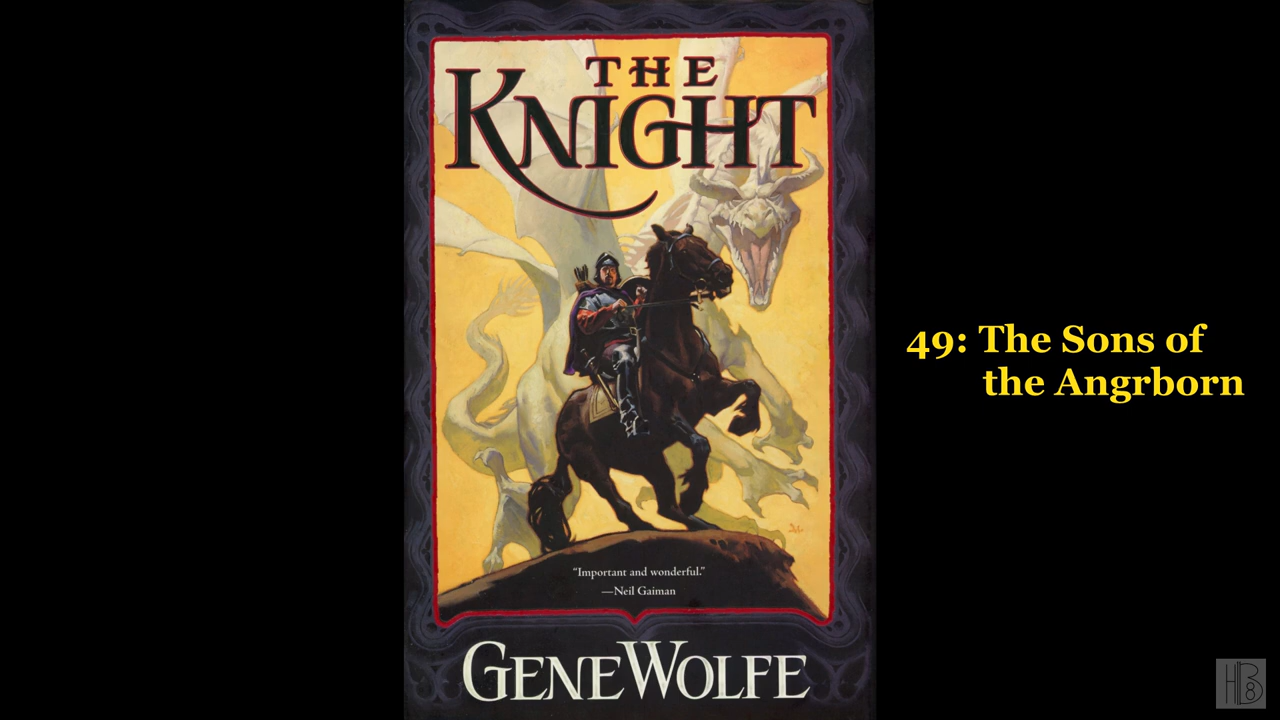 THE
KNIGHT
“Important and wonderful.”
—Neil Gaiman
GENE WOLFE
49: The Sons of
the Angrborn